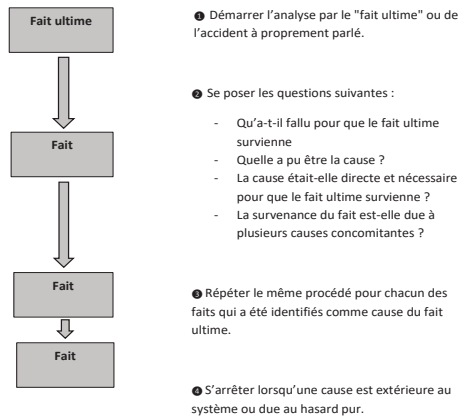 Fait ultime
❶ Démarrer l'analyse par le "fait ultime" ou de
l'accident à proprement parlé.
❷ Se poser les questions suivantes :
- Qu'a-t-il fallu pour que le fait ultime
survienne
- Quelle a pu être la cause ?
- La cause était-elle directe et nécessaire
pour que le fait ultime survienne ?
- La survenance du fait est-elle due à
plusieurs causes concomitantes ?
Fait
Fait
❸ Répéter le même procédé pour chacun des
faits qui a été identifiés comme cause du fait
ultime.
Fait
❹ S'arrêter lorsqu'une cause est extérieure au
système ou due au hasard pur.